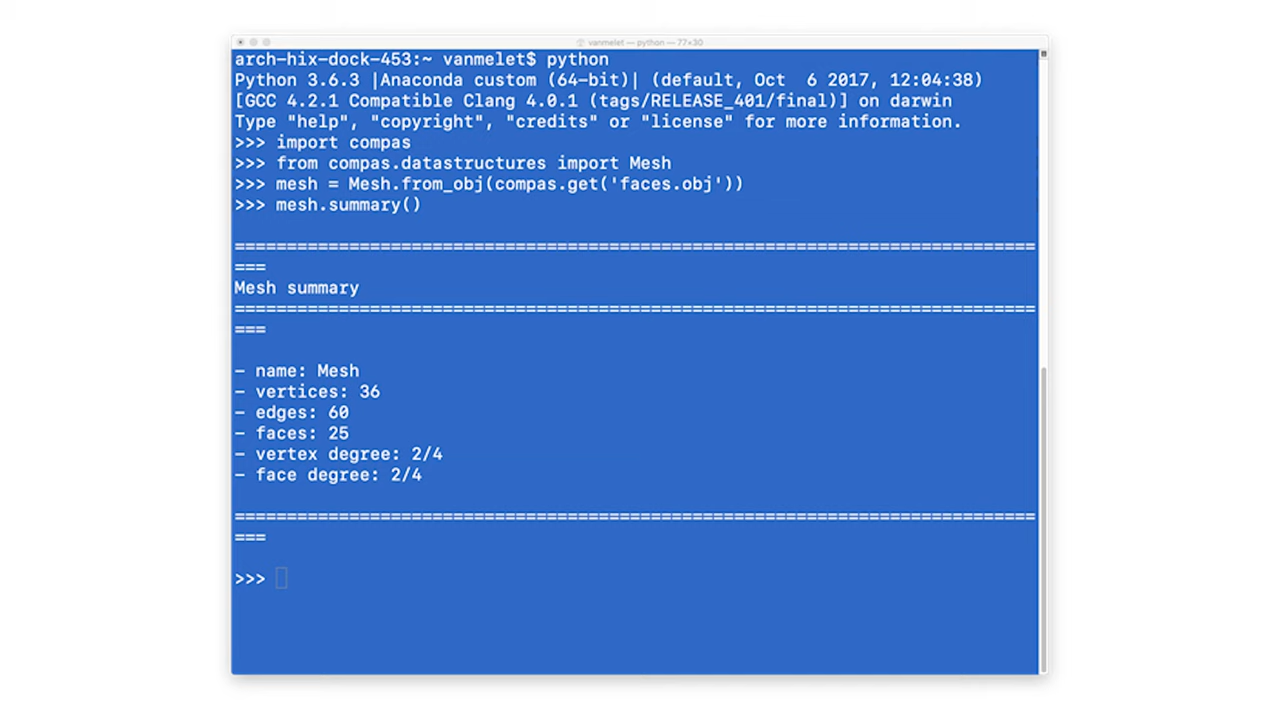 vanmelet — python — 77×30
arch-hix-dock-453:~ vanmelet$ python
Python 3.6.3 |Anaconda custom (64-bit)| (default, Oct  6 2017, 12:04:38)
[GCC 4.2.1 Compatible Clang 4.0.1 (tags/RELEASE_401/final)] on darwin
Type "help", "copyright", "credits" or "license" for more information.
>>> import compas
>>> from compas.datastructures import Mesh
>>> mesh = Mesh.from_obj(compas.get('faces.obj'))
>>> mesh.summary()
=============================================================================
===
Mesh summary
=============================================================================
===
- name: Mesh
- vertices: 36
- edges: 60
- faces: 25
- vertex degree: 2/4
- face degree: 2/4
=============================================================================
===
>>>